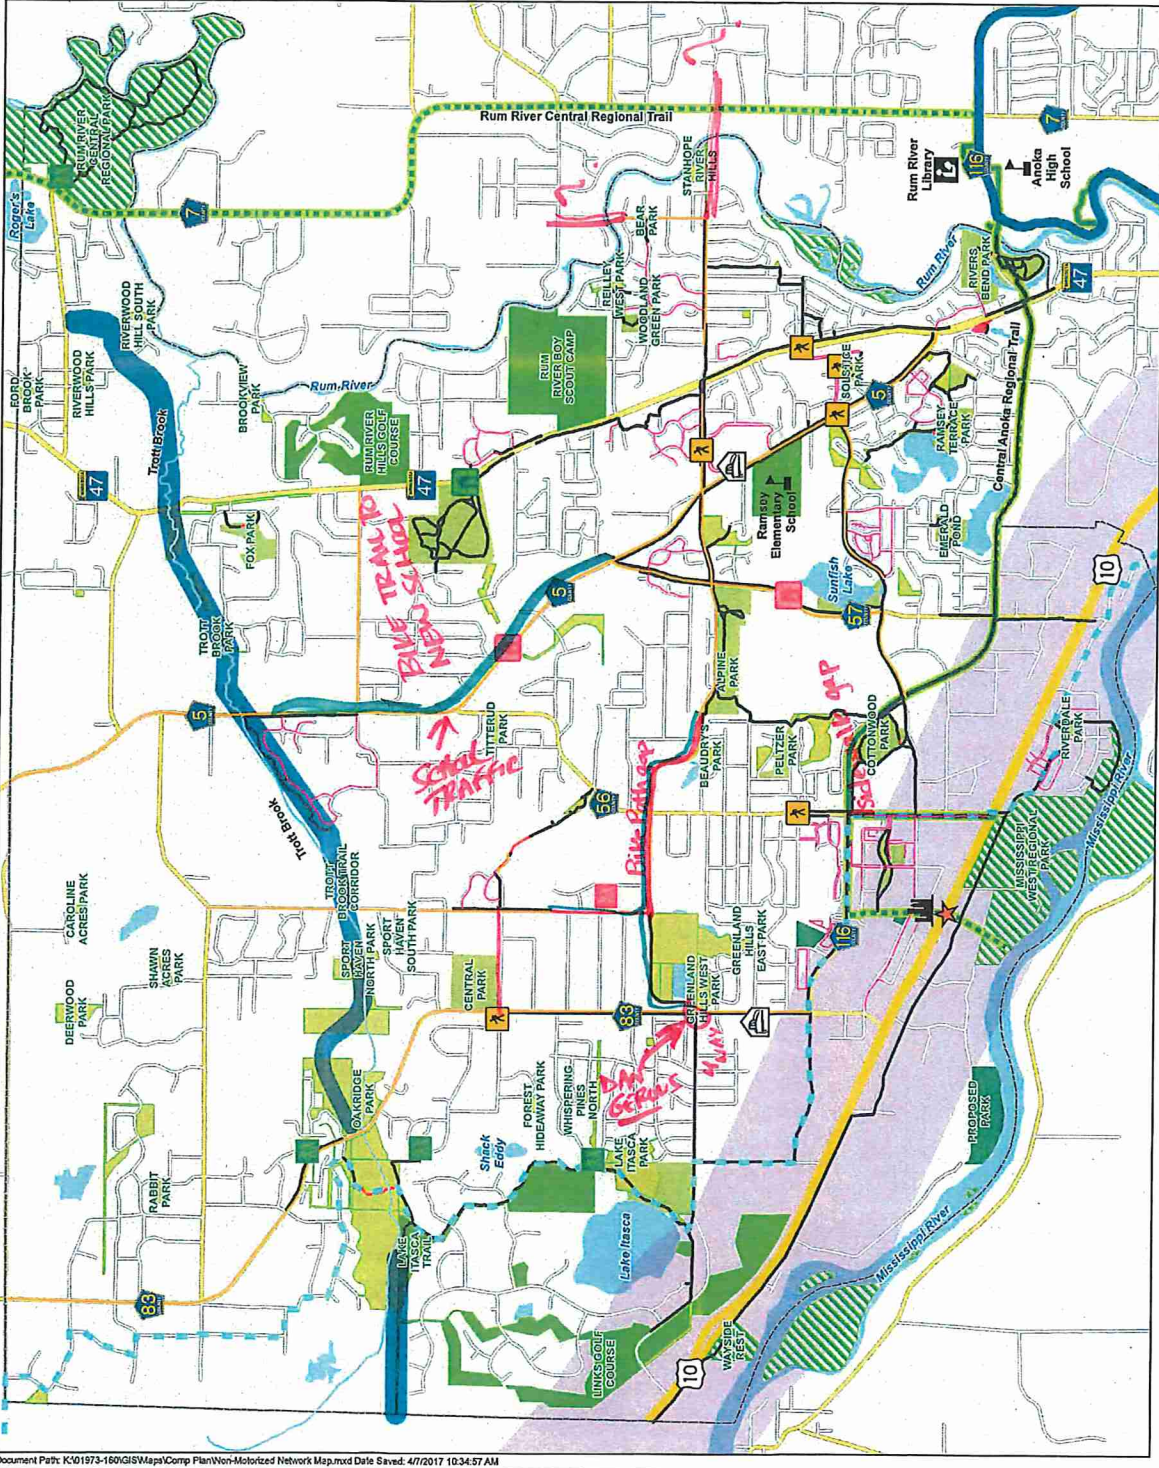 RUM RIVER
CENTRAL
REGIONAL PARK
Roger's
Lake
7
Rum River Central Regional Trail
STANHOPE
RIVER
HILLS
Rum River
Library
116
Anoka
High
School
7
FORD
BROOK
PARK
RIVERWOOD
HILLS PARK
RIVERWOOD
HILL SOUTH
PARK
BROOKVIEW
PARK
Rum River
REILLEY
WEST PARK
BEAR
PARK
WOODLAND
GREEN PARK
Rum River
RIVERS
BEND PARK
47
Trott Brook
47
RUM RIVER
HILLS GOLF
COURSE
47
RUM
RIVER BOY
SCOUT CAMP
SOLSTICE
PARK
5
RAMSEY
TERRACE
PARK
Central Anoka Regional Trail
FOX PARK
BIKE TRAIL TO
NEW SCHOOL
Ramsey
Elementary
School
EMERALD
POND
TROTT
BROOK
PARK
5
Sunfish
Lake
57
10
5
SCHOOL
TRAFFIC
TITTERUD
PARK
ALPINE
PARK
BEAUDRY'S
PARK
PELTZER
PARK
Sidewalk gap
COTTONWOOD
PARK
RIVERDALE
PARK
Mississippi River
Trott Brook
56
Bike Path gap
CAROLINE
ACRES PARK
TROTT
BROOK TRAIL
CORRIDOR
SHAWN
ACRES
PARK
SPORT
HAVEN
NORTH PARK
SPORT
HAVEN
SOUTH PARK
DEERWOOD
PARK
CENTRAL
PARK
83
GREENLAND
HILLS WEST
PARK
GREENLAND
HILLS
EAST PARK
116
MISSISSIPPI
WEST REGIONAL
PARK
DAN
GEROUS
4 WAY
OAKRIDGE
PARK
FOREST
HIDEAWAY PARK
WHISPERING
PINES
NORTH
Shack
Eddy
LAKE
ITASCA
PARK
PROPOSED
PARK
RABBIT
PARK
LAKE
ITASCA
TRAIL
Lake Itasca
Mississippi River
83
LINKS GOLF
COURSE
10
WAYSIDE
REST
Document Path: K:\01973-160\GIS\Maps\Comp Plan\Non-Motorized Network Map.mxd Date Saved: 4/7/2017 10:34:57 AM